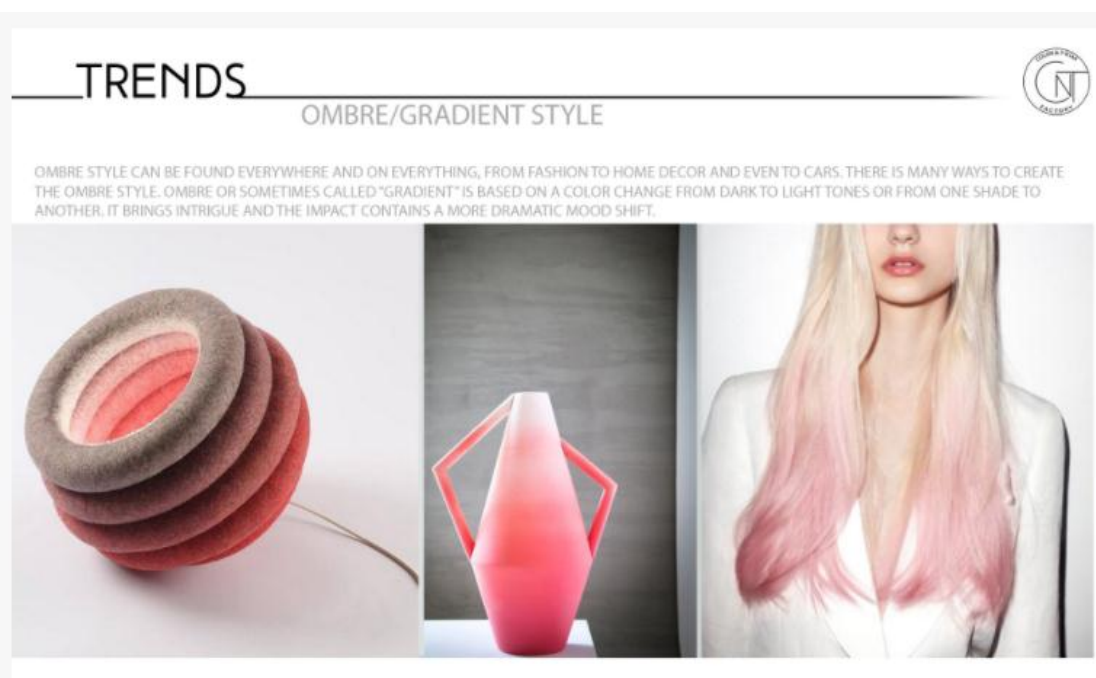 TRENDS
OMBRE/GRADIENT STYLE
OMBRE STYLE CAN BE FOUND EVERYWHERE AND ON EVERYTHING, FROM FASHION TO HOME DECOR AND EVEN TO CARS. THERE IS MANY WAYS TO CREATE
THE OMBRE STYLE. OMBRE OR SOMETIMES CALLED "GRADIENT" IS BASED ON A COLOR CHANGE FROM DARK TO LIGHT TONES OR FROM ONE SHADE TO
ANOTHER. IT BRINGS INTRIGUE AND THE IMPACT CONTAINS A MORE DRAMATIC MOOD SHIFT.
CNT
FACTORY